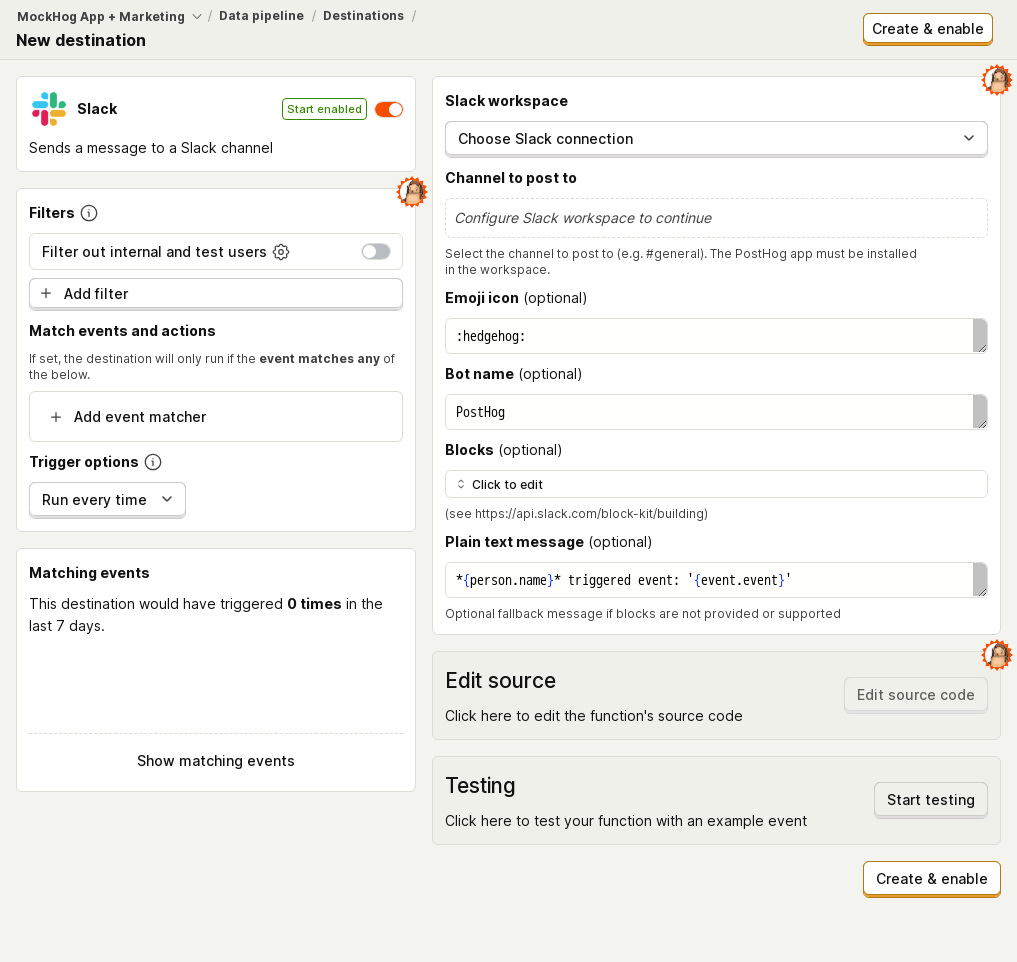 MockHog App + Marketing / Data pipeline / Destinations /
New destination
Create & enable
Slack
Start enabled
Sends a message to a Slack channel
Filters
Filter out internal and test users
Add filter
Match events and actions
If set, the destination will only run if the event matches any of
the below.
Add event matcher
Trigger options
Run every time
Matching events
This destination would have triggered 0 times in the
last 7 days.
Show matching events
Slack workspace
Choose Slack connection
Channel to post to
Configure Slack workspace to continue
Select the channel to post to (e.g. #general). The PostHog app must be installed
in the workspace.
Emoji icon (optional)
:hedgehog:
Bot name (optional)
PostHog
Blocks (optional)
Click to edit
(see https://api.slack.com/block-kit/building)
Plain text message (optional)
*{person.name}* triggered event: '{event.event}'
Optional fallback message if blocks are not provided or supported
Edit source
Click here to edit the function's source code
Edit source code
Testing
Click here to test your function with an example event
Start testing
Create & enable